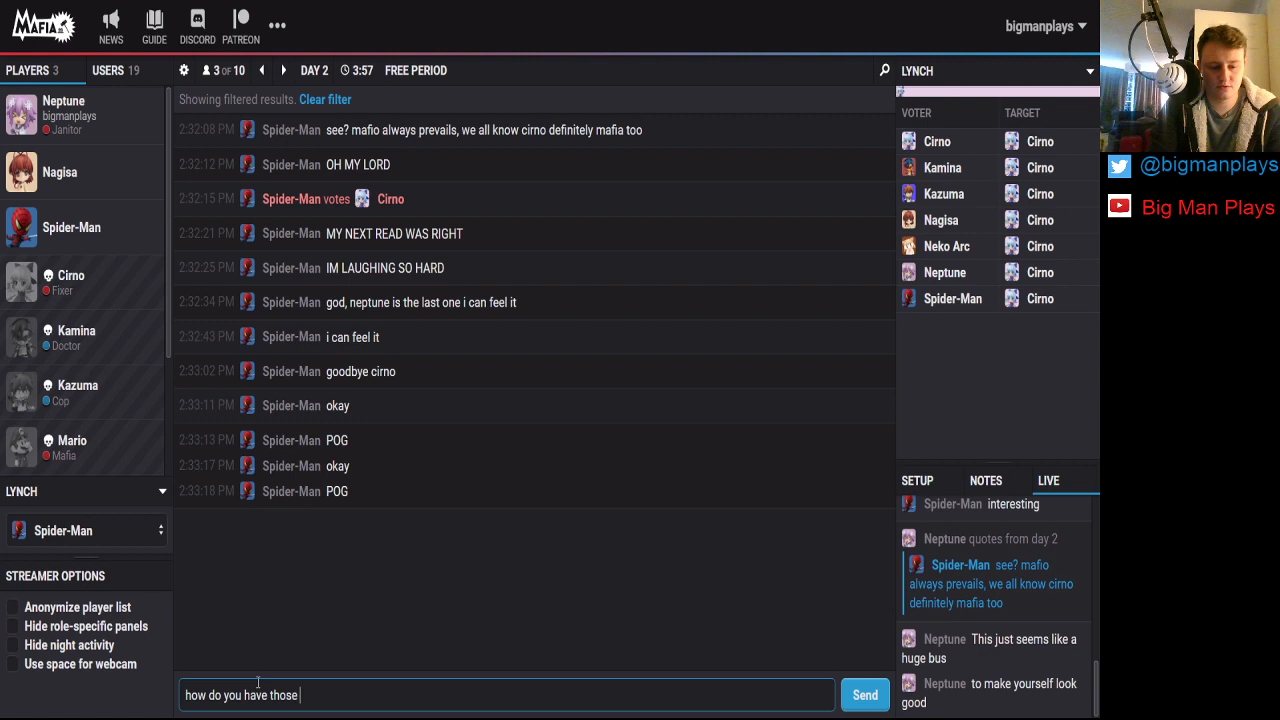 MAFIA
NEWS
GUIDE
DISCORD
PATREON
•••
bigmanplays
PLAYERS 3
USERS 19
3 OF 10
DAY 2
3:57
FREE PERIOD
LYNCH
Neptune
bigmanplays
Janitor
Nagisa
Spider-Man
Cirno
Fixer
Kamina
Doctor
Kazuma
Cop
Mario
Mafia
LYNCH
Spider-Man
STREAMER OPTIONS
Anonymize player list
Hide role-specific panels
Hide night activity
Use space for webcam
Showing filtered results. Clear filter
2:32:08 PM Spider-Man see? mafio always prevails, we all know cirno definitely mafia too
2:32:12 PM Spider-Man OH MY LORD
2:32:15 PM Spider-Man votes Cirno
2:32:21 PM Spider-Man MY NEXT READ WAS RIGHT
2:32:25 PM Spider-Man IM LAUGHING SO HARD
2:32:34 PM Spider-Man god, neptune is the last one i can feel it
2:32:43 PM Spider-Man i can feel it
2:33:02 PM Spider-Man goodbye cirno
2:33:11 PM Spider-Man okay
2:33:13 PM Spider-Man POG
2:33:17 PM Spider-Man okay
2:33:18 PM Spider-Man POG
how do you have those
Send
VOTER TARGET
Cirno Cirno
Kamina Cirno
Kazuma Cirno
Nagisa Cirno
Neko Arc Cirno
Neptune Cirno
Spider-Man Cirno
SETUP
NOTES
LIVE
Spider-Man interesting
Neptune quotes from day 2
Spider-Man see? mafio
always prevails, we all know cirno
definitely mafia too
Neptune This just seems like a
huge bus
Neptune to make yourself look
good
@bigmanplays
Big Man Plays